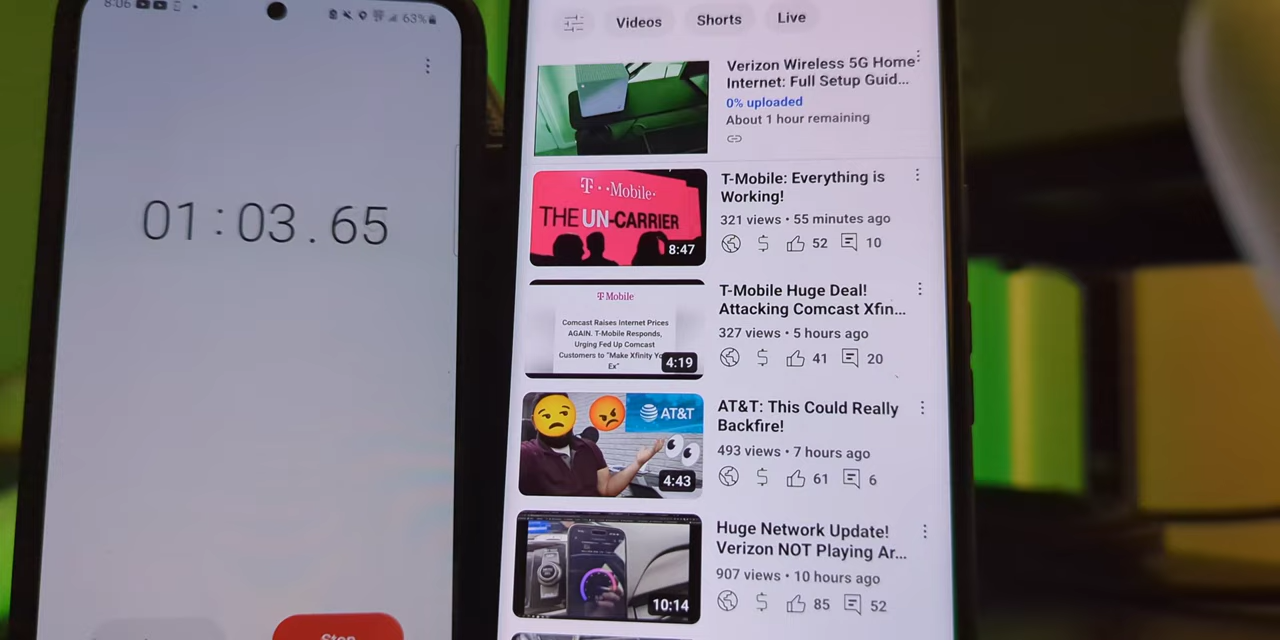 8:06
63%
01:03.65
Stop
Videos
Shorts
Live
Verizon Wireless 5G Home
Internet: Full Setup Guid...
0% uploaded
About 1 hour remaining
T-Mobile: Everything is
Working!
321 views • 55 minutes ago
52
10
T··Mobile·
THE UN-CARRIER
8:47
T-Mobile Huge Deal!
Attacking Comcast Xfin...
327 views • 5 hours ago
41
20
T Mobile
Comcast Raises Internet Prices
AGAIN. T-Mobile Responds,
Urging Fed Up Comcast
Customers to "Make Xfinity Yo
Ex"
4:19
AT&T: This Could Really
Backfire!
493 views • 7 hours ago
61
6
AT&T
4:43
Huge Network Update!
Verizon NOT Playing Ar...
907 views • 10 hours ago
85
52
10:14